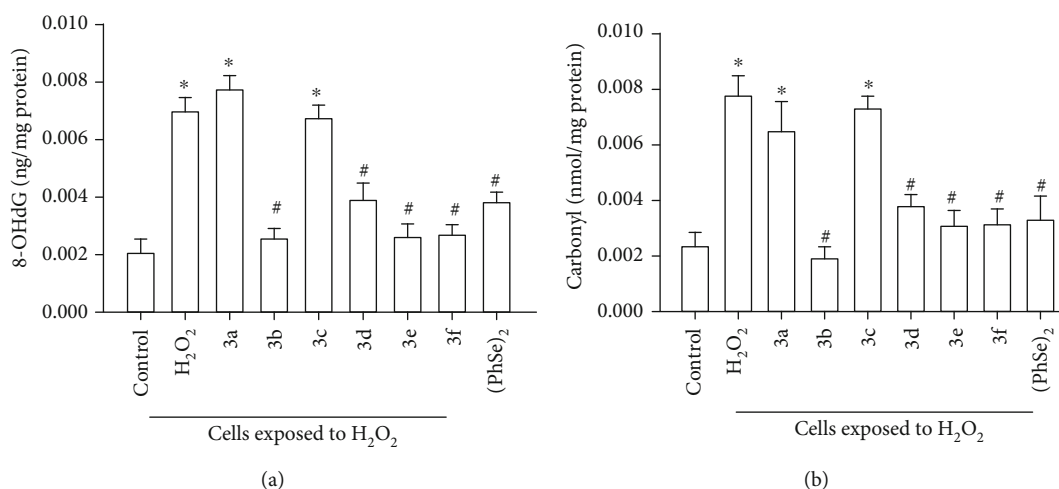 0.010
0.008
0.006
0.004
0.002
0.000
8-OHdG (ng/mg protein)
*
*
#
*
#
#
#
#
Control
H₂O₂
3a
3b
3c
3d
3e
3f
(PhSe)₂
Cells exposed to H₂O₂
(a)
0.010
0.008
0.006
0.004
0.002
0.000
Carbonyl (nmol/mg protein)
*
*
#
*
#
#
#
#
Control
H₂O₂
3a
3b
3c
3d
3e
3f
(PhSe)₂
Cells exposed to H₂O₂
(b)